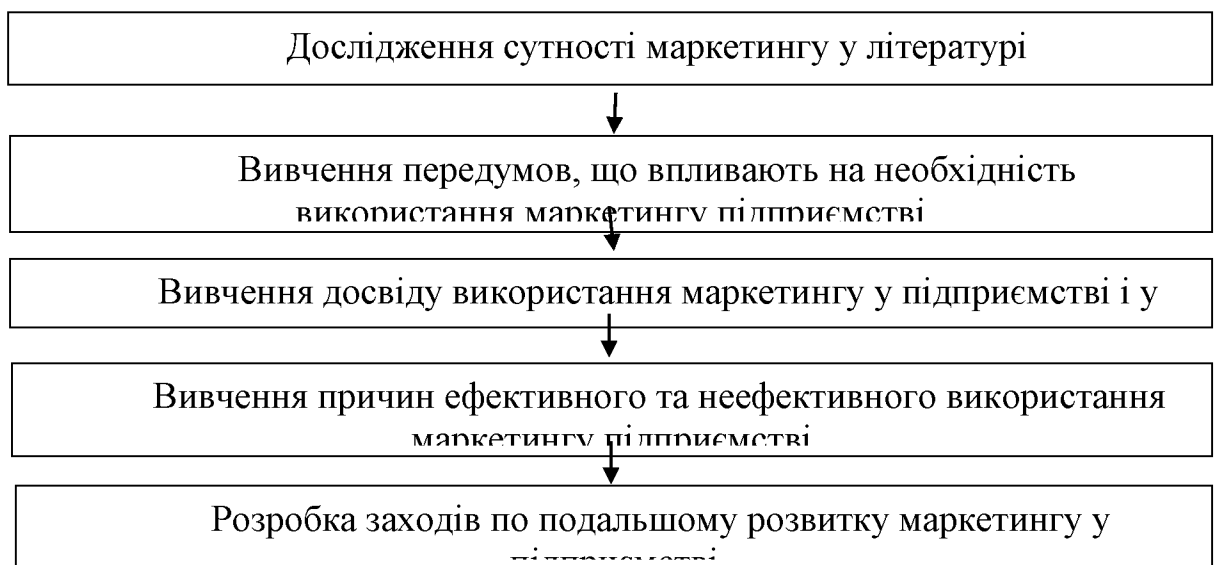 Дослідження сутності маркетингу у літературі
Вивчення передумов, що впливають на необхідність
використання маркетингу підприємстві
Вивчення досвіду використання маркетингу у підприємстві і у
Вивчення причин ефективного та неефективного використання
маркетингу підприємстві
Розробка заходів по подальшому розвитку маркетингу у
підприємстві